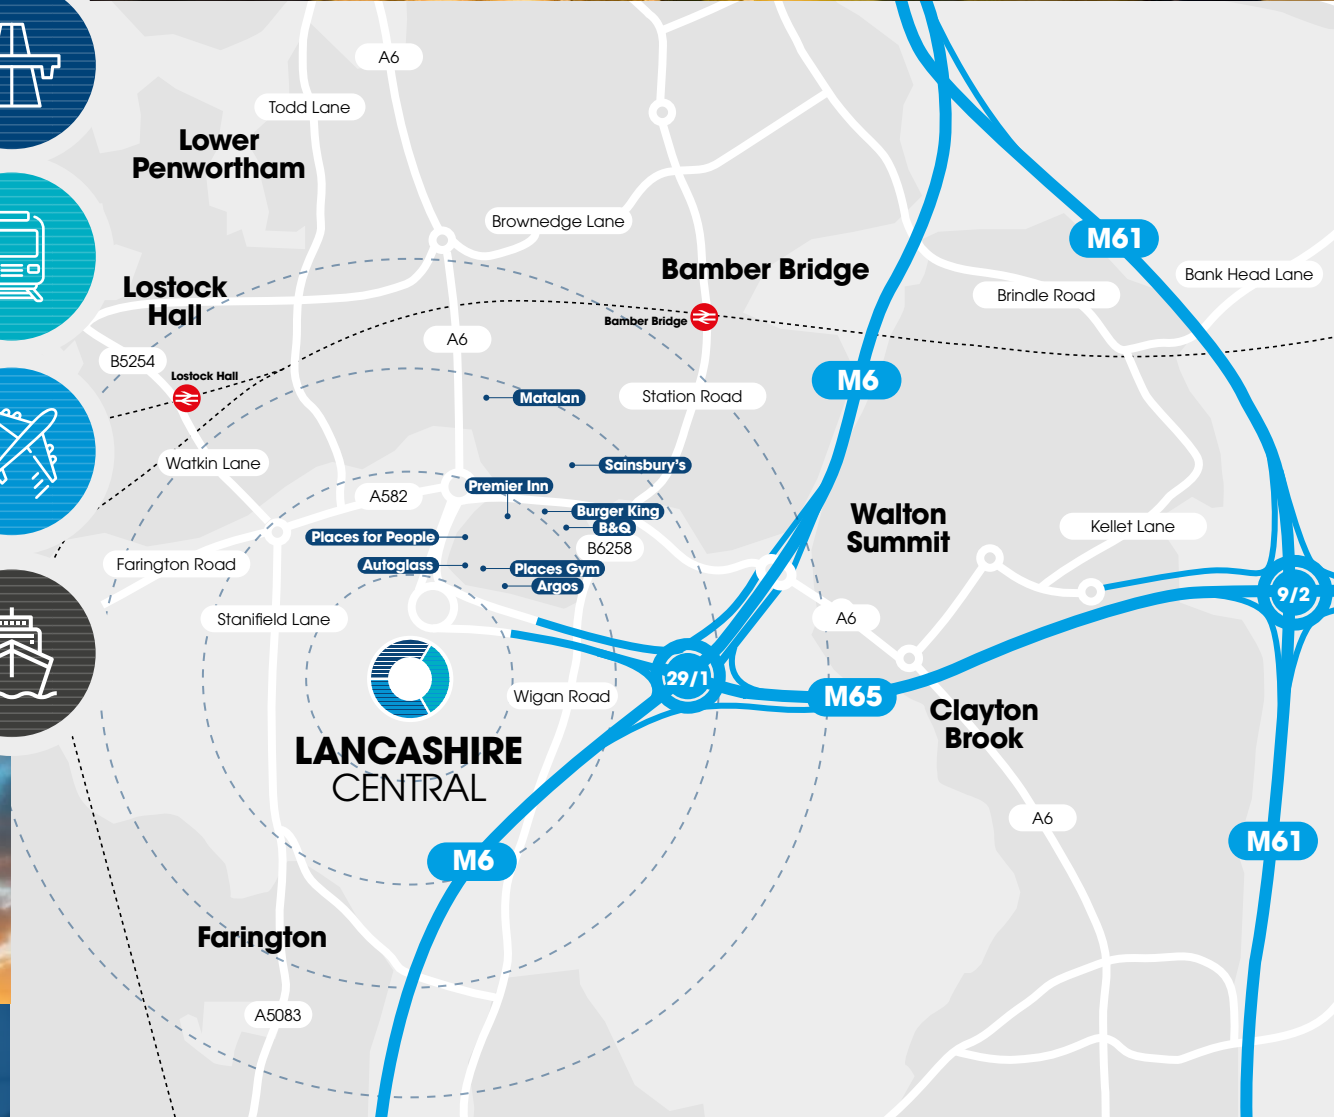 A6
Todd Lane
Lower
Penwortham
Brownedge Lane
M61
Bamber Bridge
Bank Head Lane
Lostock
Hall
Brindle Road
Bamber Bridge
A6
B5254
Lostock Hall
M6
Matalan
Station Road
Watkin Lane
Sainsbury's
Premier Inn
A582
Burger King
Walton
Summit
B&Q
Kellet Lane
Places for People
B6258
Farington Road
Autoglass
Places Gym
Argos
9/2
Stanifield Lane
A6
29/1
Wigan Road
M65
Clayton
Brook
LANCASHIRE
CENTRAL
A6
M61
M6
Farington
A5083